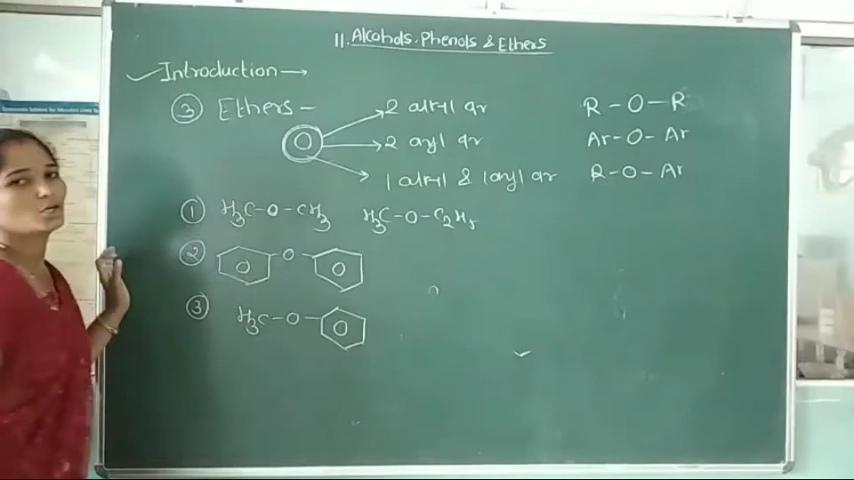 11. Alcohols, Phenols & Ethers
Introduction →
③ Ethers - → 2 alkyl gr R - O - R
O → 2 aryl gr Ar - O - Ar
→ 1 alkyl & 1 aryl gr R - O - Ar
① H3C - O - CH3 H3C - O - C2H5
② O
③ H3C - O -